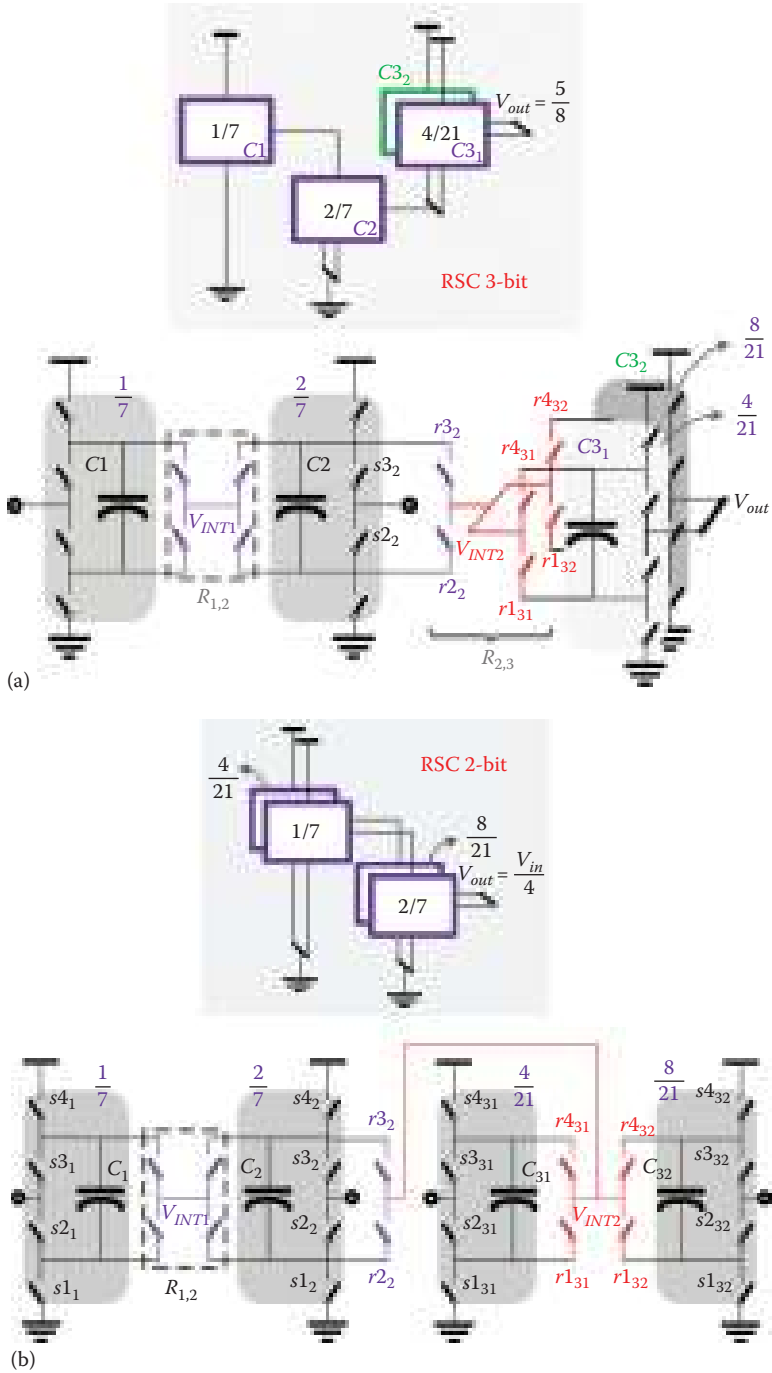 C3₂
V_out = 5/8
1/7
C1
4/21
C3₁
2/7
C2
RSC 3-bit
1/7
2/7
C3₂
8/21
4/21
r3₂
r4₃₂
r4₃₁
C3₁
C1
C2
s3₂
V_INT1
s2₂
V_INT2
V_out
r1₃₂
R₁,₂
r2₂
r1₃₁
R₂,₃
(a)
RSC 2-bit
4/21
1/7
8/21
V_out = V_in/4
2/7
1/7
2/7
4/21
8/21
s4₁
s4₂
s4₃₁
s4₃₂
r3₂
r4₃₁
r4₃₂
s3₁
C₁
C₂
s3₂
s3₃₁
C₃₁
C₃₂
s3₃₂
V_INT1
V_INT2
s2₁
s2₂
s2₃₁
s2₃₂
s1₁
R₁,₂
s1₂
r2₂
s1₃₁
r1₃₁
r1₃₂
s1₃₂
(b)